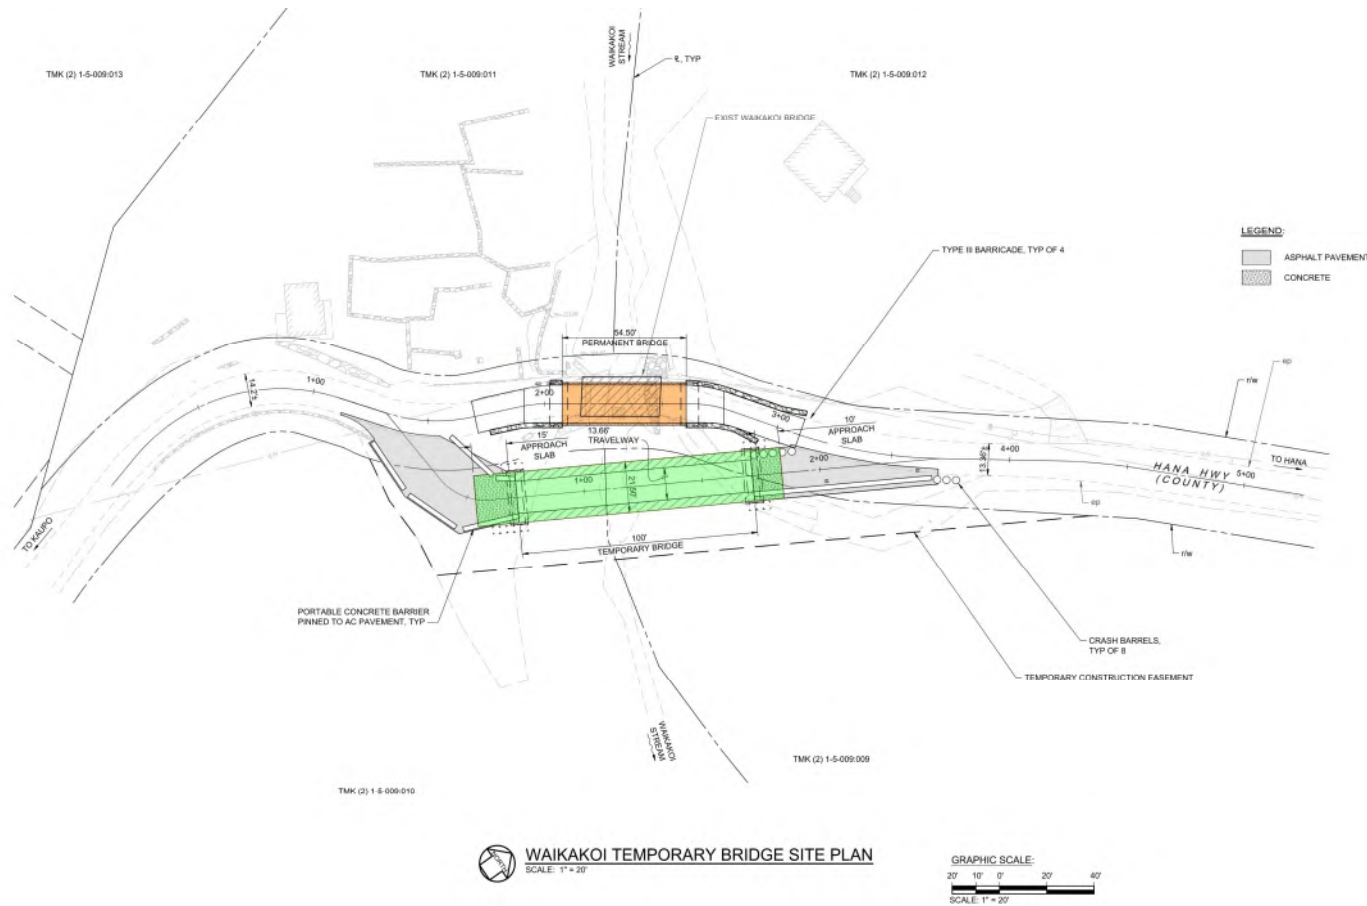 WAIKAKOI
STREAM
℄, TYP
TMK (2) 1-5-009:013
TMK (2) 1-5-009:011
TMK (2) 1-5-009:012
EXIST WAIKAKOI BRIDGE
TYPE III BARRICADE, TYP OF 4
LEGEND:
ASPHALT PAVEMENT
CONCRETE
54.50'
PERMANENT BRIDGE
ep
r/w
14.2'±
1+00
2+00
3+00
10'
APPROACH
SLAB
13.66'
TRAVELWAY
15'
APPROACH
SLAB
4+00
13.36'±
TO HANA
HANA HWY
(COUNTY)
5+00
2+00
1+00
21.50'
ep
TO KAUPO
100'
TEMPORARY BRIDGE
r/w
PORTABLE CONCRETE BARRIER
PINNED TO AC PAVEMENT, TYP
CRASH BARRELS,
TYP OF 8
TEMPORARY CONSTRUCTION EASEMENT
WAIKAKOI
STREAM
TMK (2) 1-5-009:009
TMK (2) 1-5-009:010
NORTH
WAIKAKOI TEMPORARY BRIDGE SITE PLAN
SCALE: 1" = 20'
GRAPHIC SCALE:
20' 10' 0' 20' 40'
SCALE: 1" = 20'